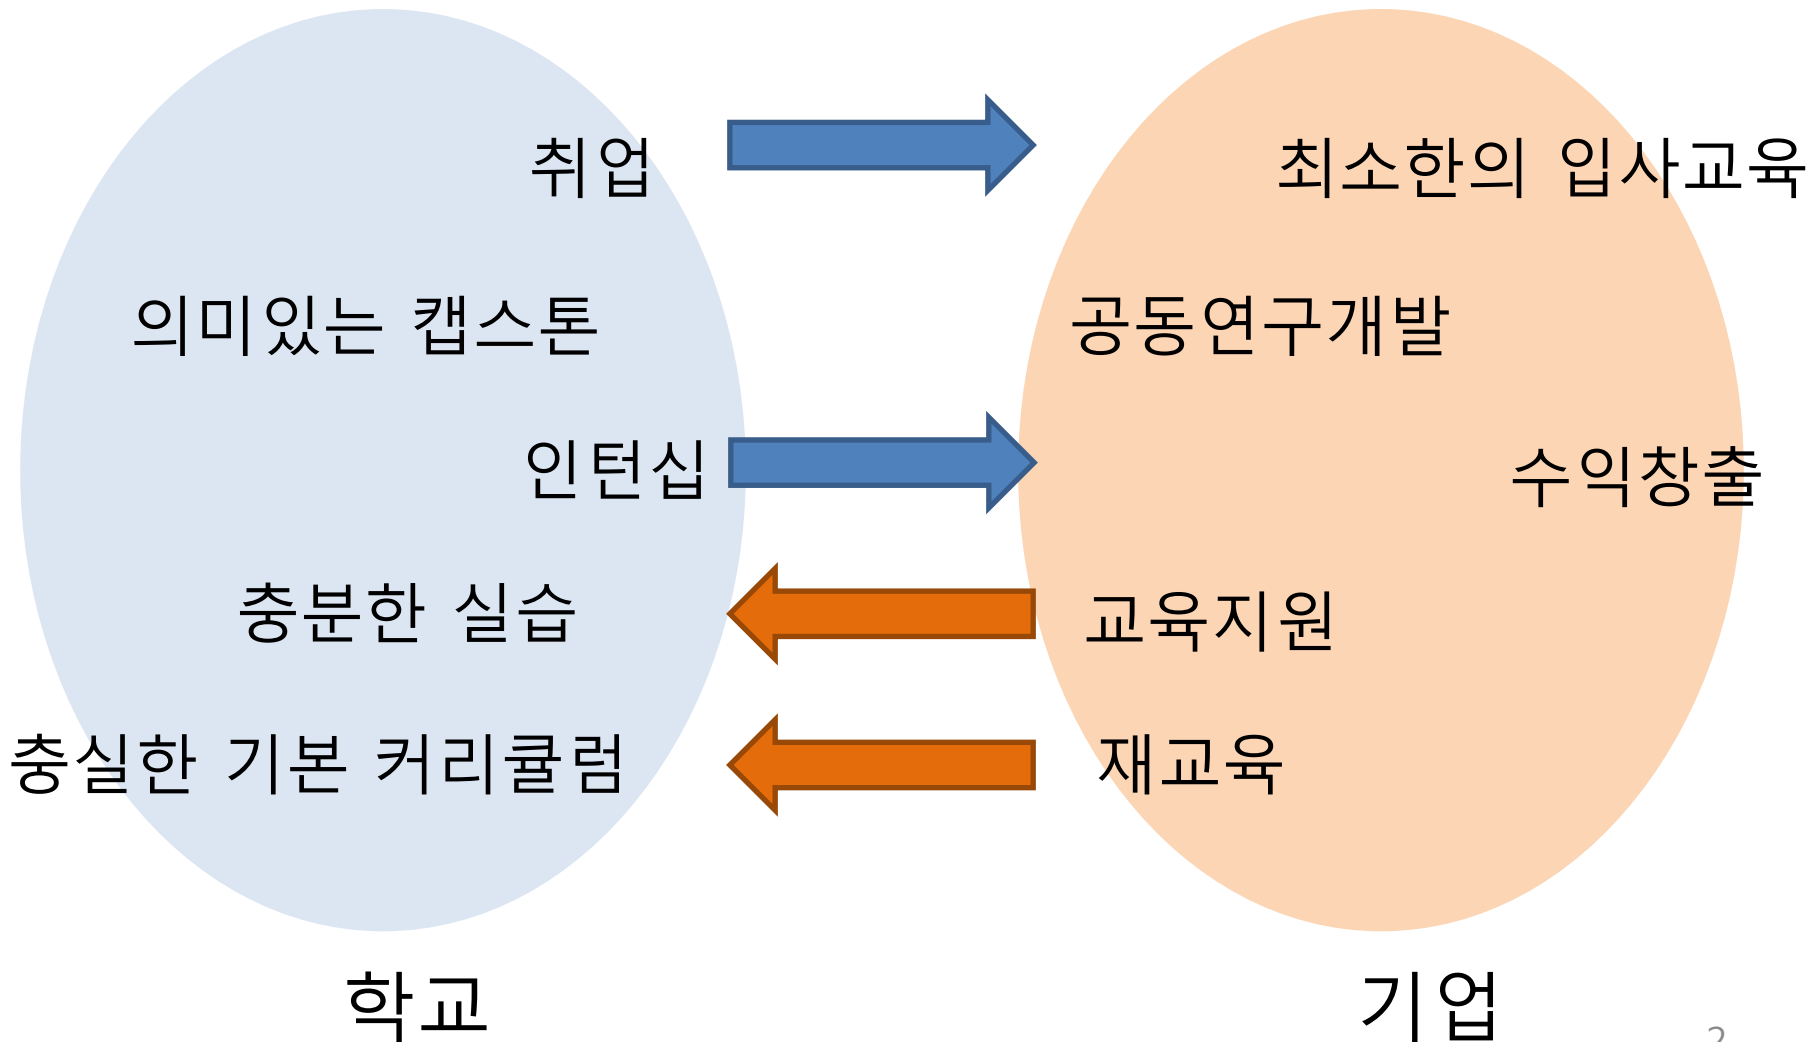 취업
최소한의 입사교육
의미있는 캡스톤
공동연구개발
인턴십
수익창출
충분한 실습
교육지원
충실한 기본 커리큘럼
재교육
학교
기업
2